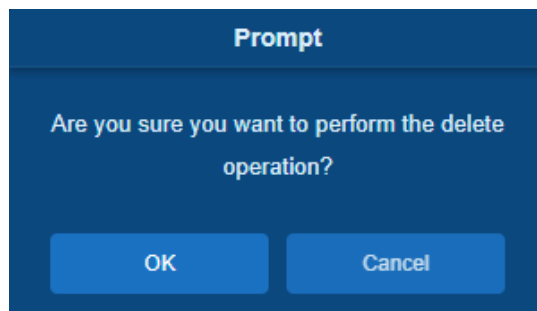 Prompt
Are you sure you want to perform the delete
operation?
OK
Cancel